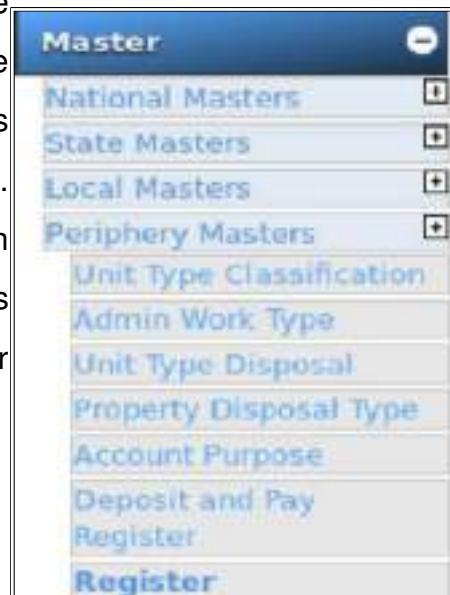 e
Master
e
National Masters
s
State Masters
.
Local Masters
n
Periphery Masters
s
Unit Type Classification
Admin Work Type
r
Unit Type Disposal
Property Disposal Type
Account Purpose
Deposit and Pay
Register
Register